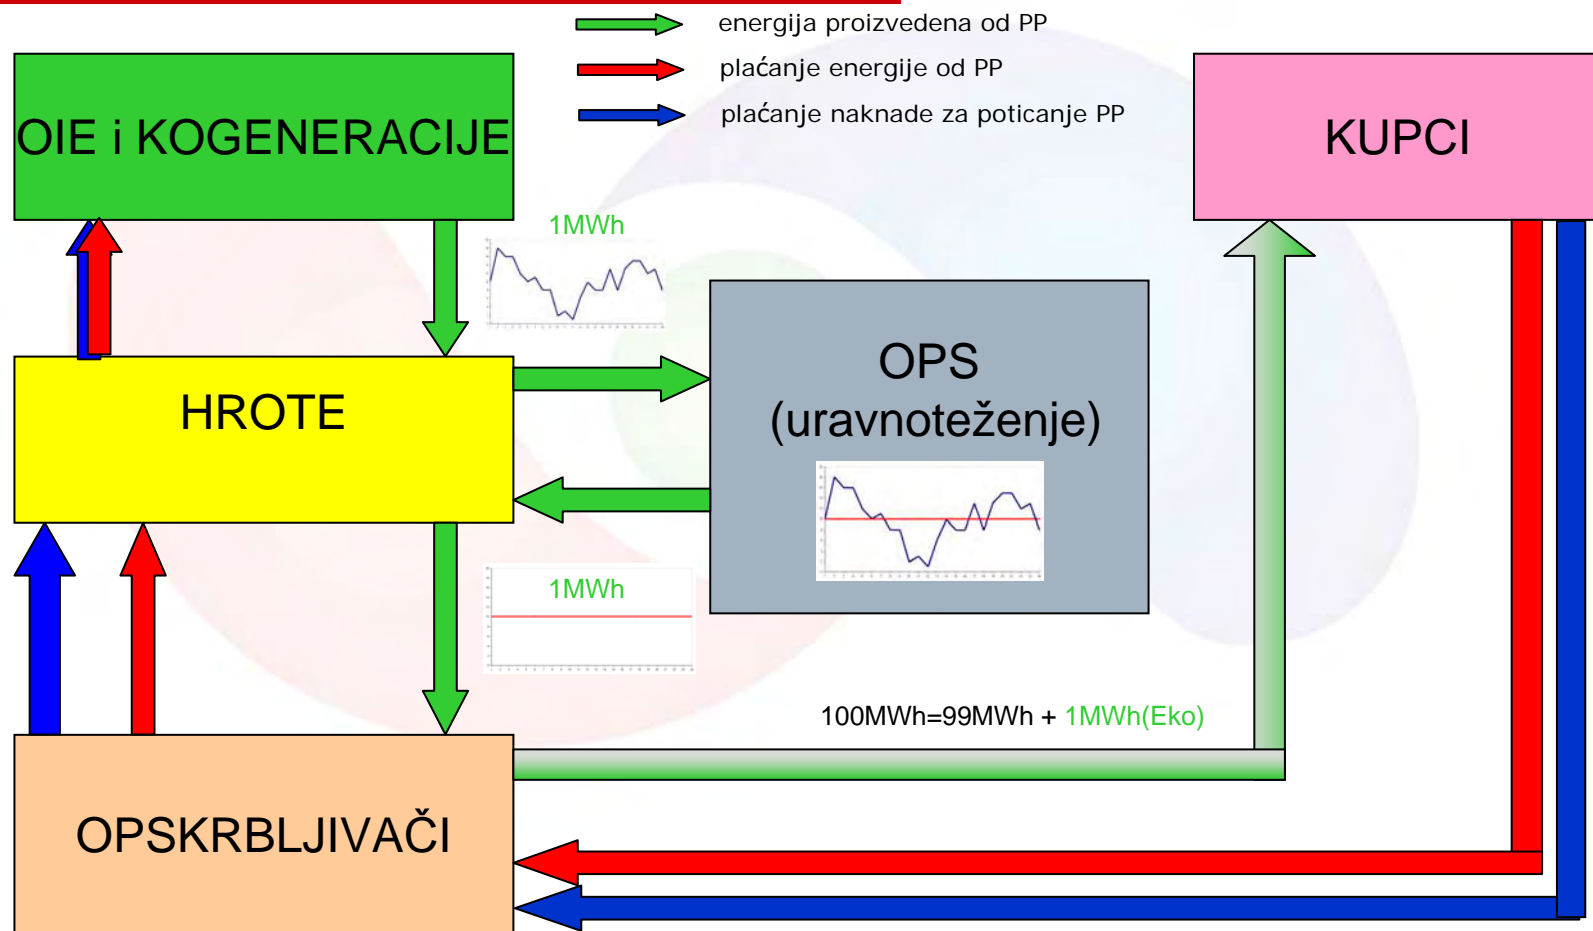 energija proizvedena od PP
plaćanje energije od PP
plaćanje naknade za poticanje PP
OIE i KOGENERACIJE
KUPCI
1MWh
HROTE
OPS
(uravnoteženje)
1MWh
100MWh=99MWh + 1MWh(Eko)
OPSKRBLJIVAČI